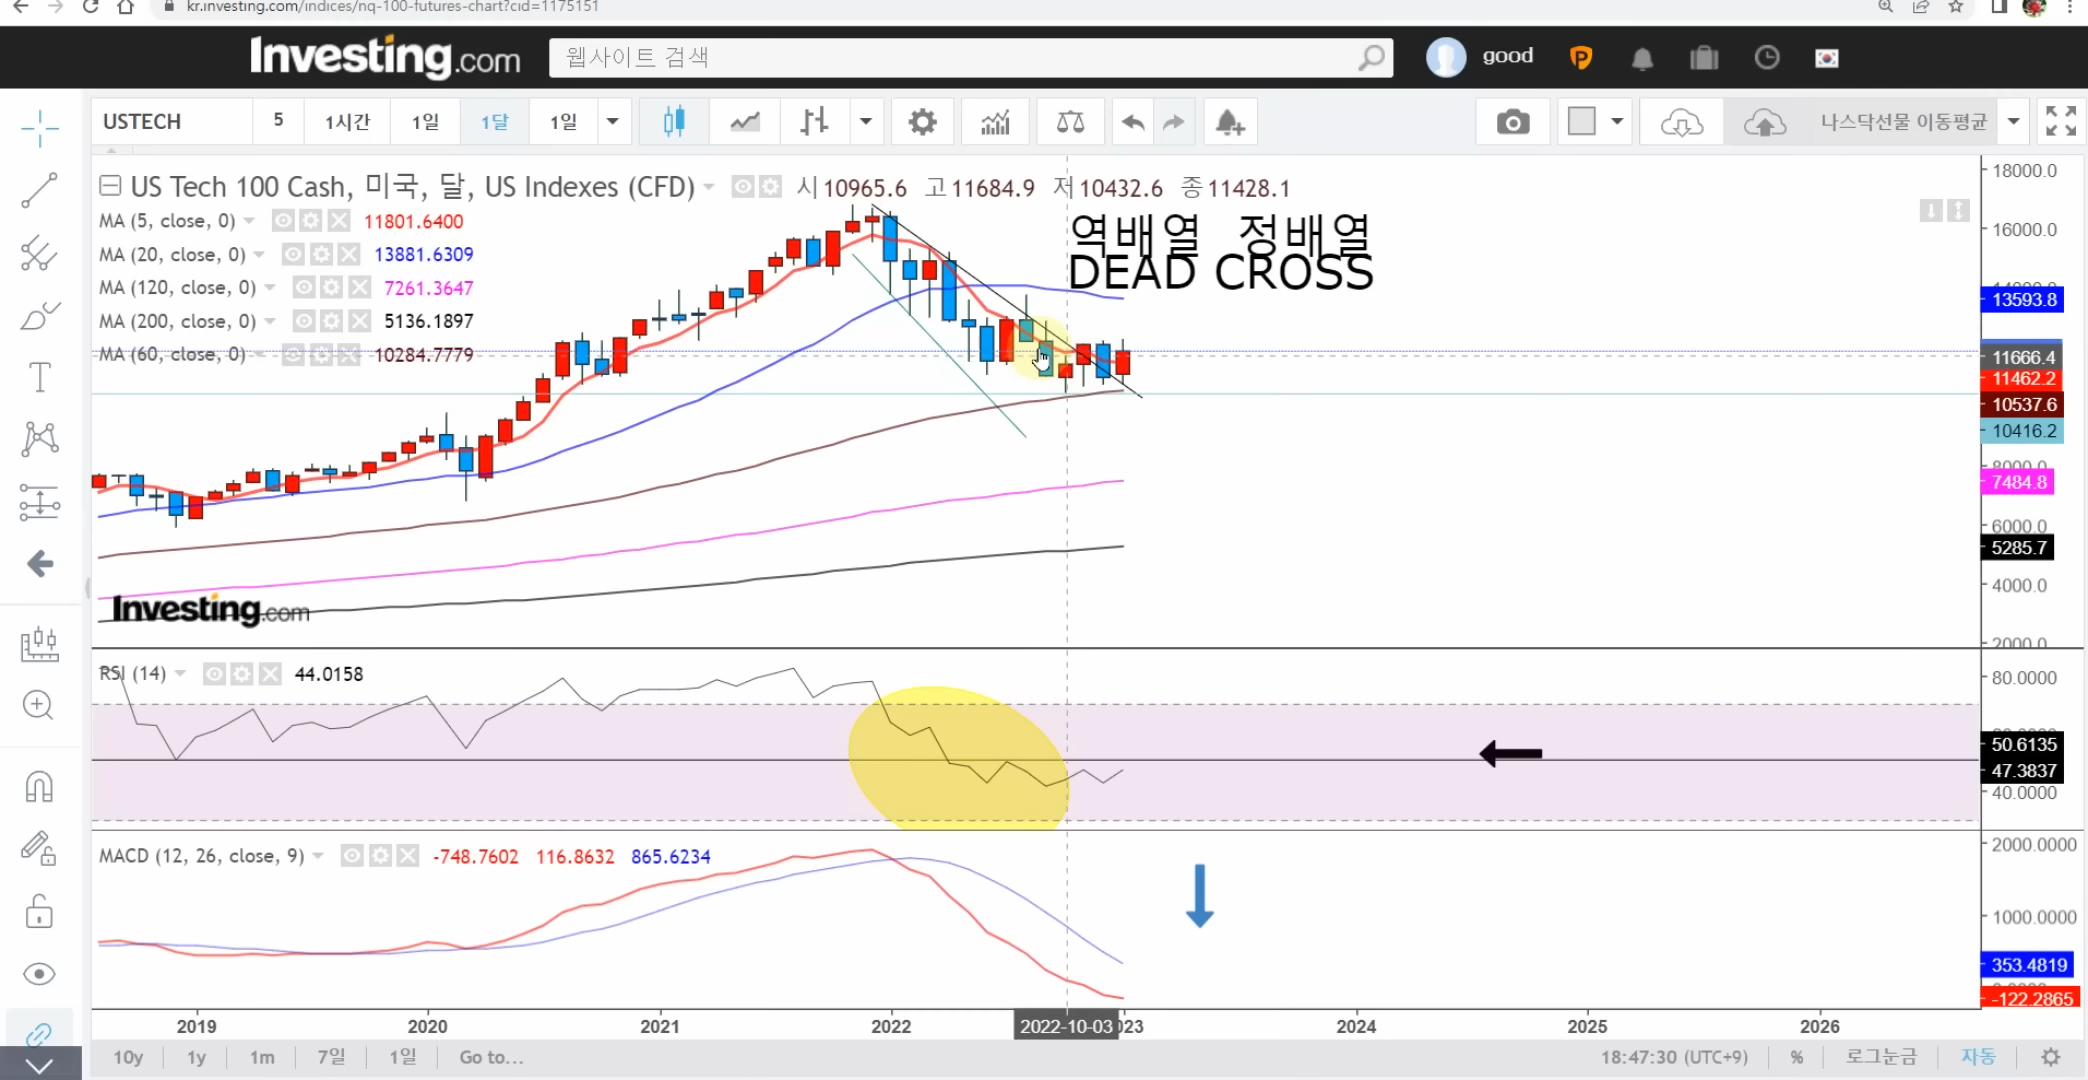 kr.investing.com/indices/nq-100-futures-chart?cid=1175151
Investing.com 웹사이트 검색 good P
USTECH 5 1시간 1일 1달 1일 나스닥선물 이동평균
US Tech 100 Cash, 미국, 달, US Indexes (CFD) 시 10965.6 고 11684.9 저 10432.6 종 11428.1
MA (5, close, 0) 11801.6400
MA (20, close, 0) 13881.6309
MA (120, close, 0) 7261.3647
MA (200, close, 0) 5136.1897
MA (60, close, 0) 10284.7779
역배열 정배열
DEAD CROSS
18000.0
16000.0
13593.8
11666.4
11462.2
10537.6
10416.2
8000.0
7484.8
6000.0
5285.7
4000.0
2000.0
Investing.com
RSI (14) 44.0158
80.0000
50.6135
47.3837
40.0000
MACD (12, 26, close, 9) -748.7602 116.8632 865.6234
2000.0000
1000.0000
353.4819
-122.2865
2019 2020 2021 2022 2022-10-03 23 2024 2025 2026
10y 1y 1m 7일 1일 Go to... 18:47:30 (UTC+9) % 로그눈금 자동